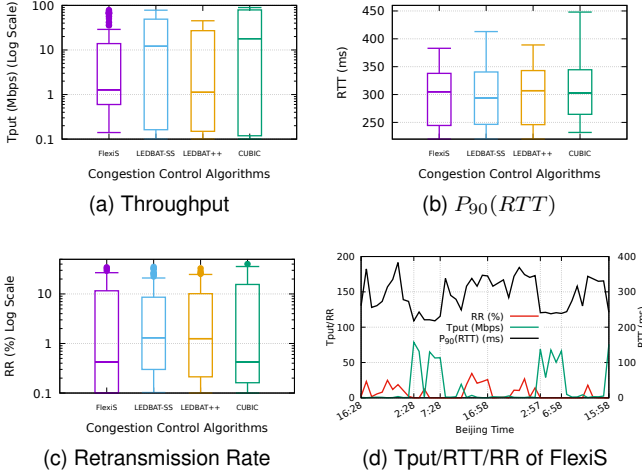 Tput (Mbps) (Log Scale)
100
10
1
0.1
FlexiS LEDBAT-SS LEDBAT++ CUBIC
Congestion Control Algorithms
(a) Throughput
RTT (ms)
400
350
300
250
FlexiS LEDBAT-SS LEDBAT++ CUBIC
Congestion Control Algorithms
(b) P90(RTT)
RR (%) Log Scale
10
1
0.1
FlexiS LEDBAT-SS LEDBAT++ CUBIC
Congestion Control Algorithms
(c) Retransmission Rate
Tput/RR
200
150
100
50
0
RR (%)
Tput (Mbps)
P90(RTT) (ms)
400
300
200
100
0
RTT (ms)
16:28 2:28 7:28 16:58 2:57 6:58 15:58
Beijing Time
(d) Tput/RTT/RR of FlexiS